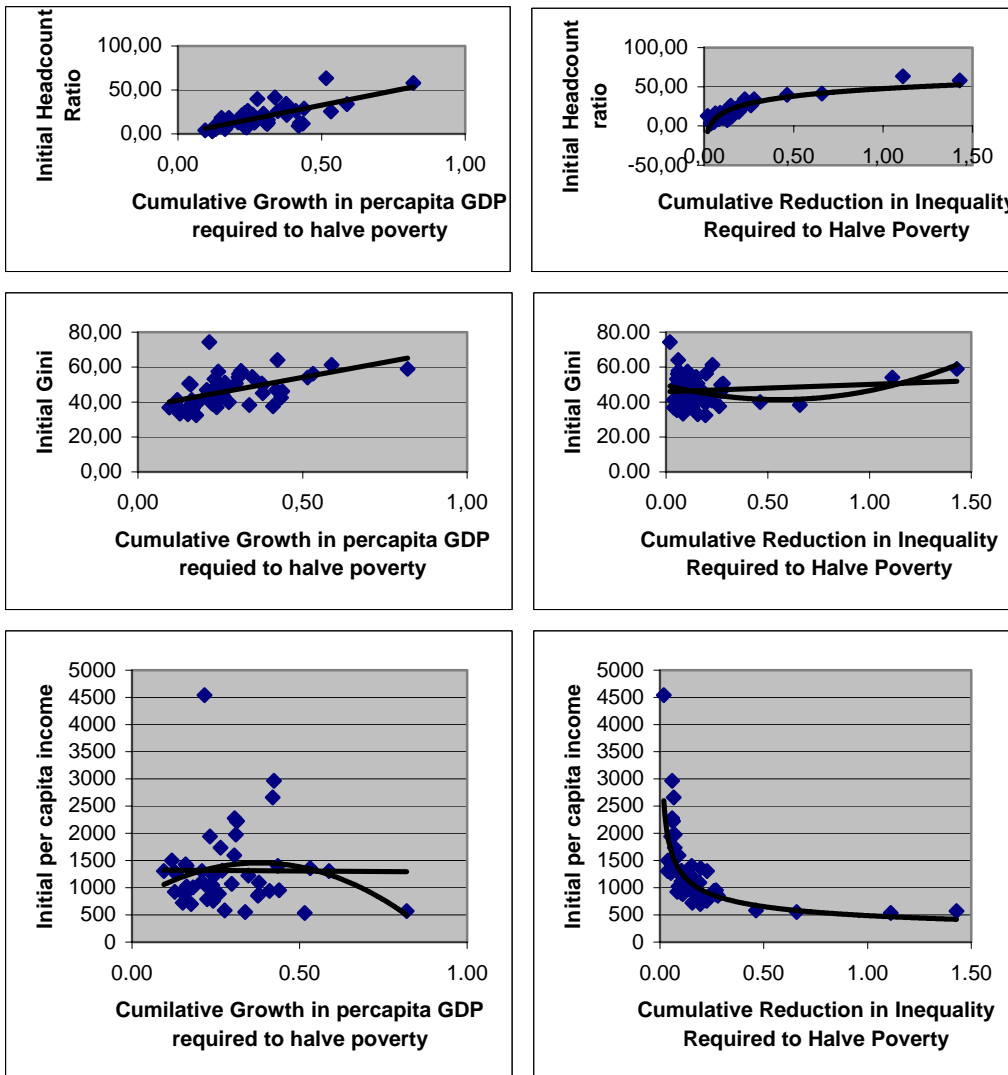 Initial Headcount
Ratio
100,00
50,00
0,00
0,00 0,50 1,00
Cumulative Growth in percapita GDP
required to halve poverty
Initial Headcount
ratio
100,00
50,00
0,00
-50,00
0,00 0,50 1,00 1,50
Cumulative Reduction in Inequality
Required to Halve Poverty
Initial Gini
80,00
60,00
40,00
20,00
0,00
0,00 0,50 1,00
Cumulative Growth in percapita GDP
requied to halve poverty
Initial Gini
80.00
60.00
40.00
20.00
0.00
0.00 0.50 1.00 1.50
Cumulative Reduction in Inequality
Required to Halve Poverty
Initial per capita income
5000
4500
4000
3500
3000
2500
2000
1500
1000
500
0
0.00 0.50 1.00
Cumilative Growth in percapita GDP
required to halve poverty
Initial per capita income
5000
4500
4000
3500
3000
2500
2000
1500
1000
500
0
0.00 0.50 1.00 1.50
Cumulative Reduction in Inequality
Required to Halve Poverty